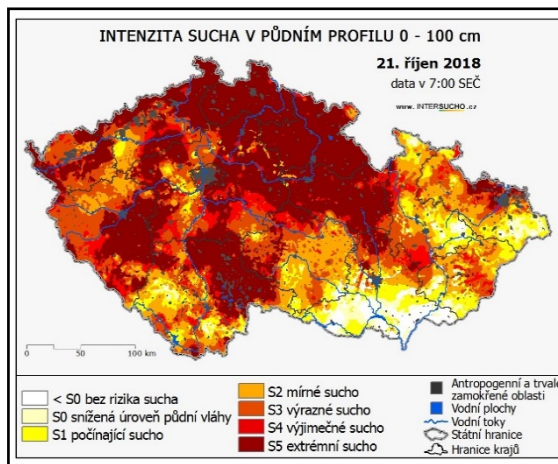 INTENZITA SUCHA V PŮDNÍM PROFILU 0 - 100 cm
21. říjen 2018
data v 7:00 SEČ
www. INTERSUCHO.cz
0 50 100 km
< S0 bez rizika sucha
S0 snížená úroveň půdní vláhy
S1 počínající sucho
S2 mírné sucho
S3 výrazné sucho
S4 výjimečné sucho
S5 extrémní sucho
Antropogenní a trvale
zamokřené oblasti
Vodní plochy
Vodní toky
Státní hranice
Hranice krajů